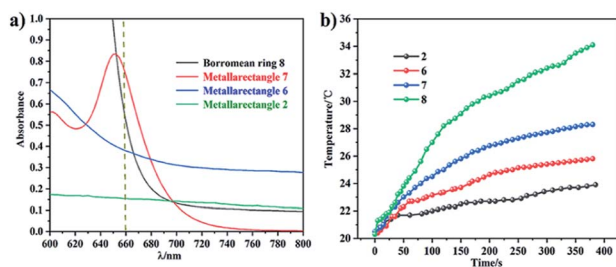 a)
1.0
0.9
0.8
0.7
0.6
0.5
0.4
0.3
0.2
0.1
0.0
Absorbance
Borromean ring 8
Metallarectangle 7
Metallarectangle 6
Metallarectangle 2
600 640 660 680 700 720 740 760 780 800
λ/nm
b)
36
34
32
30
28
26
24
22
20
Temperature/°C
2
6
7
8
0 50 100 150 200 250 300 350 400
Time/s